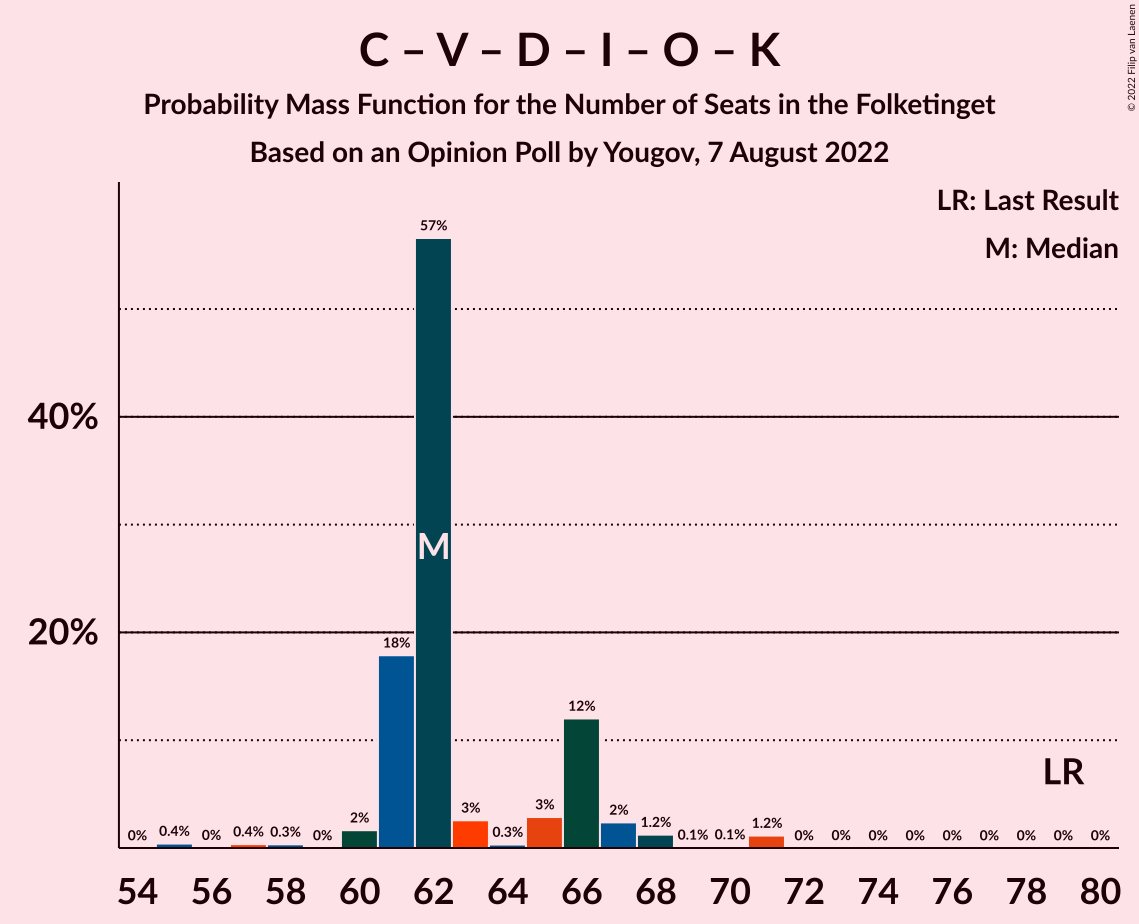 C – V – D – I – O – K
Probability Mass Function for the Number of Seats in the Folketinget
Based on an Opinion Poll by Yougov, 7 August 2022
© 2022 Filip van Laenen
LR: Last Result
M: Median
40%
20%
0% 0.4% 0% 0.4% 0.3% 0% 2% 18% 57% 3% 0.3% 3% 12% 2% 1.2% 0.1% 0.1% 1.2% 0% 0% 0% 0% 0% 0% 0% 0% 0%
M
LR
54 56 58 60 62 64 66 68 70 72 74 76 78 80